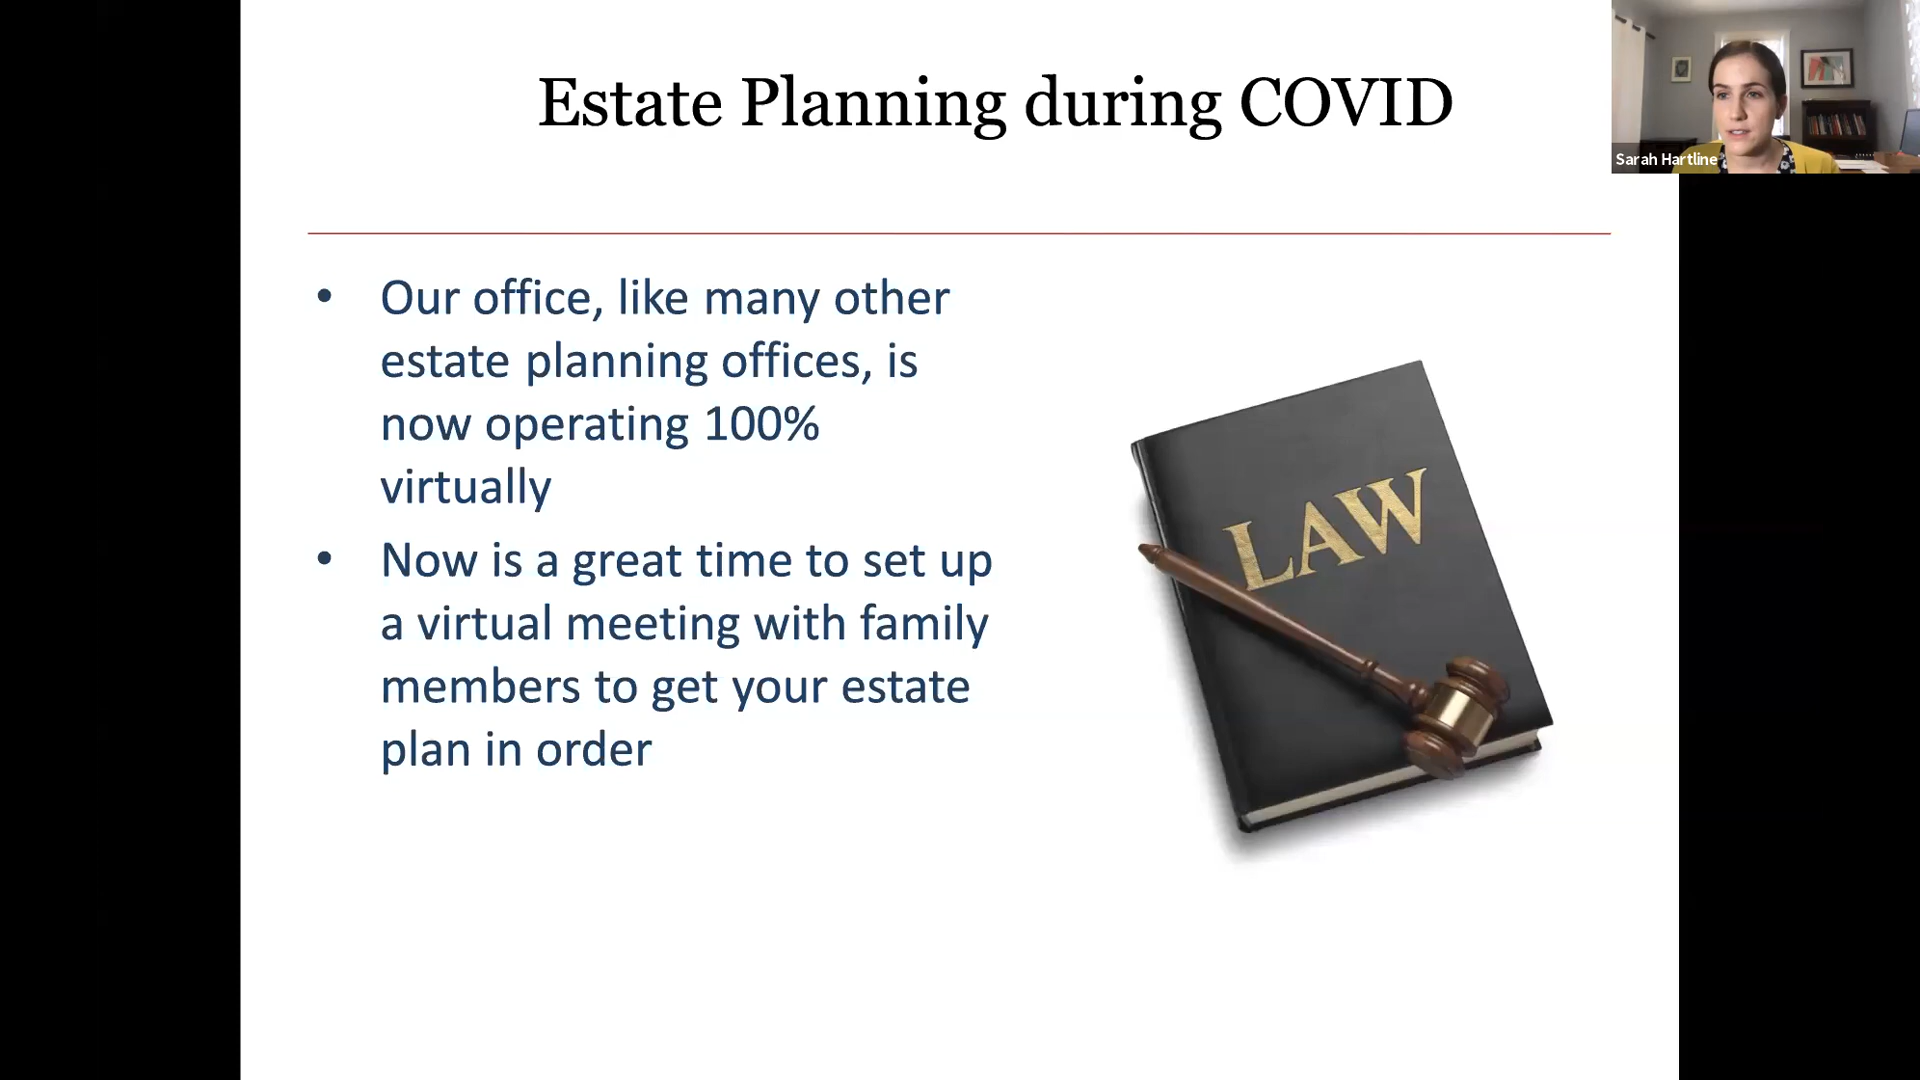 Estate Planning during COVID
Sarah Hartline
• Our office, like many other
estate planning offices, is
now operating 100%
virtually
• Now is a great time to set up
a virtual meeting with family
members to get your estate
plan in order
LAW